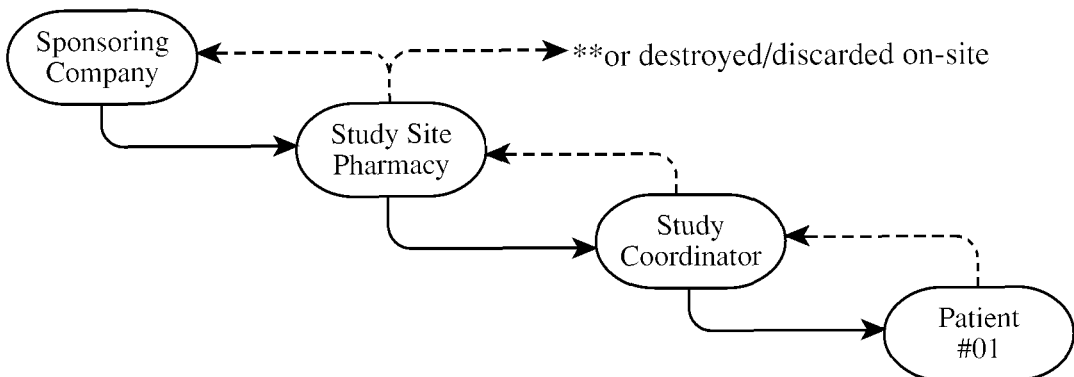 Sponsoring
Company
**or destroyed/discarded on-site
Study Site
Pharmacy
Study
Coordinator
Patient
#01